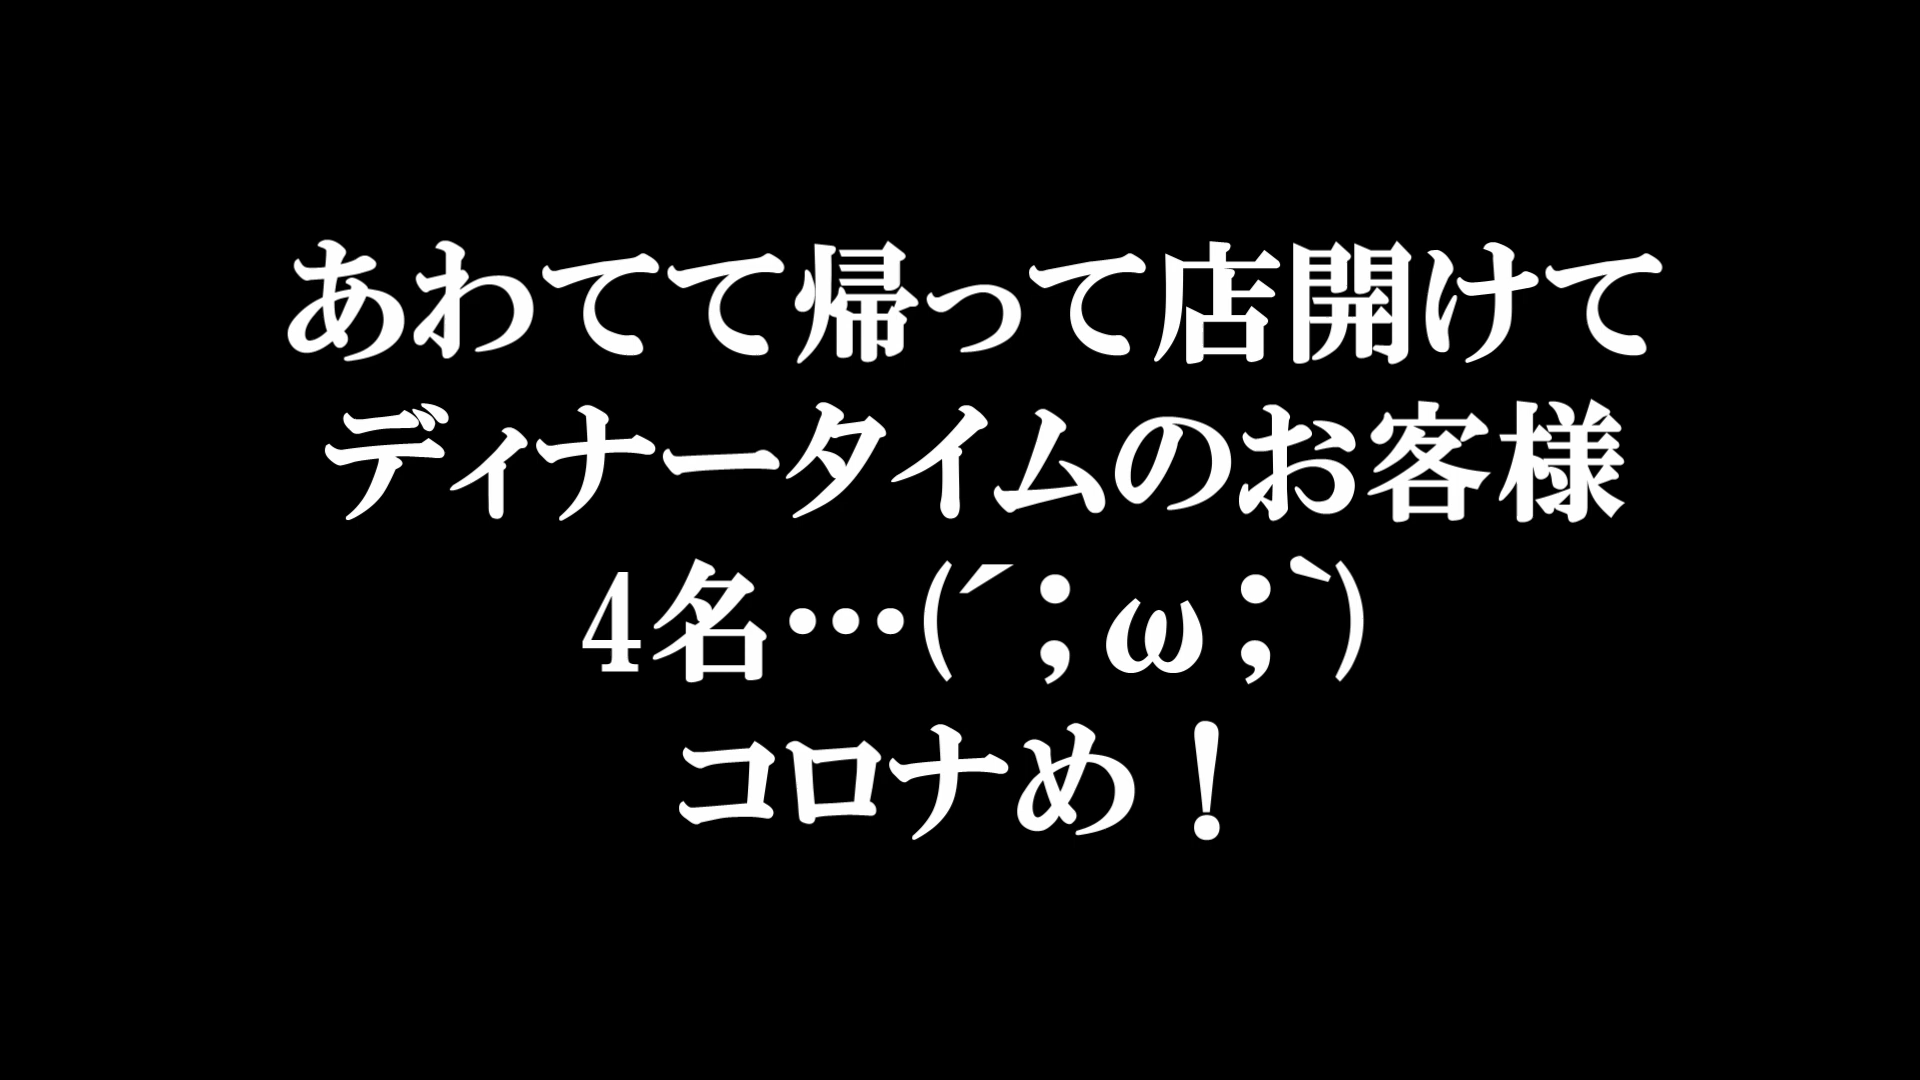 あわてて帰って店開けて
ディナータイムのお客様
4名…(´；ω；`)
コロナめ！